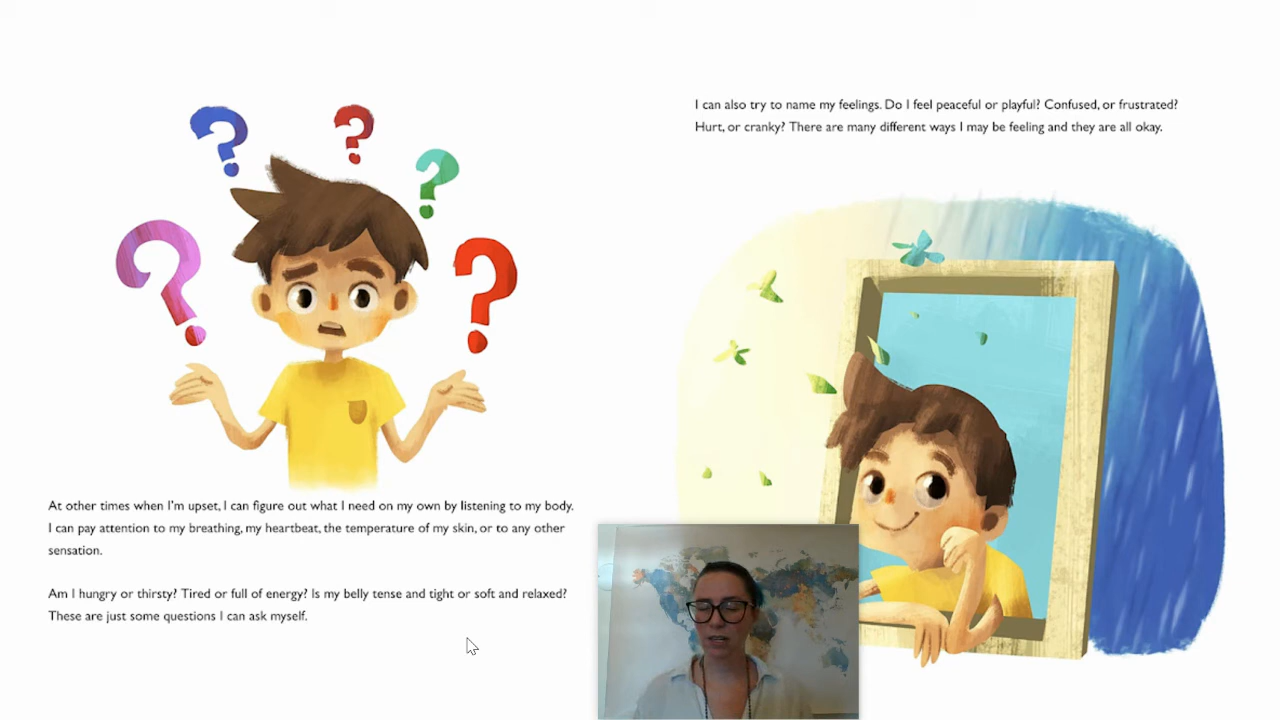 At other times when I'm upset, I can figure out what I need on my own by listening to my body.
I can pay attention to my breathing, my heartbeat, the temperature of my skin, or to any other
sensation.
Am I hungry or thirsty? Tired or full of energy? Is my belly tense and tight or soft and relaxed?
These are just some questions I can ask myself.
I can also try to name my feelings. Do I feel peaceful or playful? Confused, or frustrated?
Hurt, or cranky? There are many different ways I may be feeling and they are all okay.